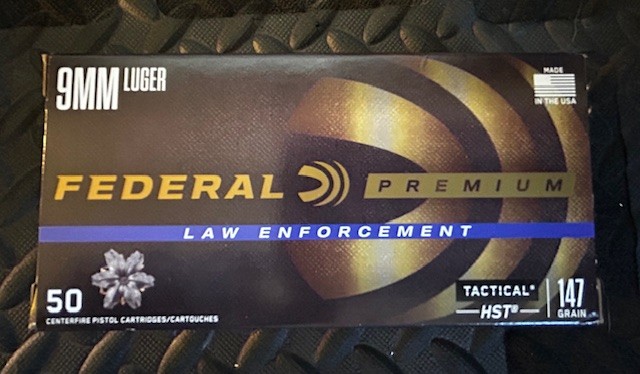 9MM LUGER
MADE
IN THE USA
FEDERAL PREMIUM
LAW ENFORCEMENT
50
CENTERFIRE PISTOL CARTRIDGES/CARTOUCHES
TACTICAL®
HST®
147
GRAIN